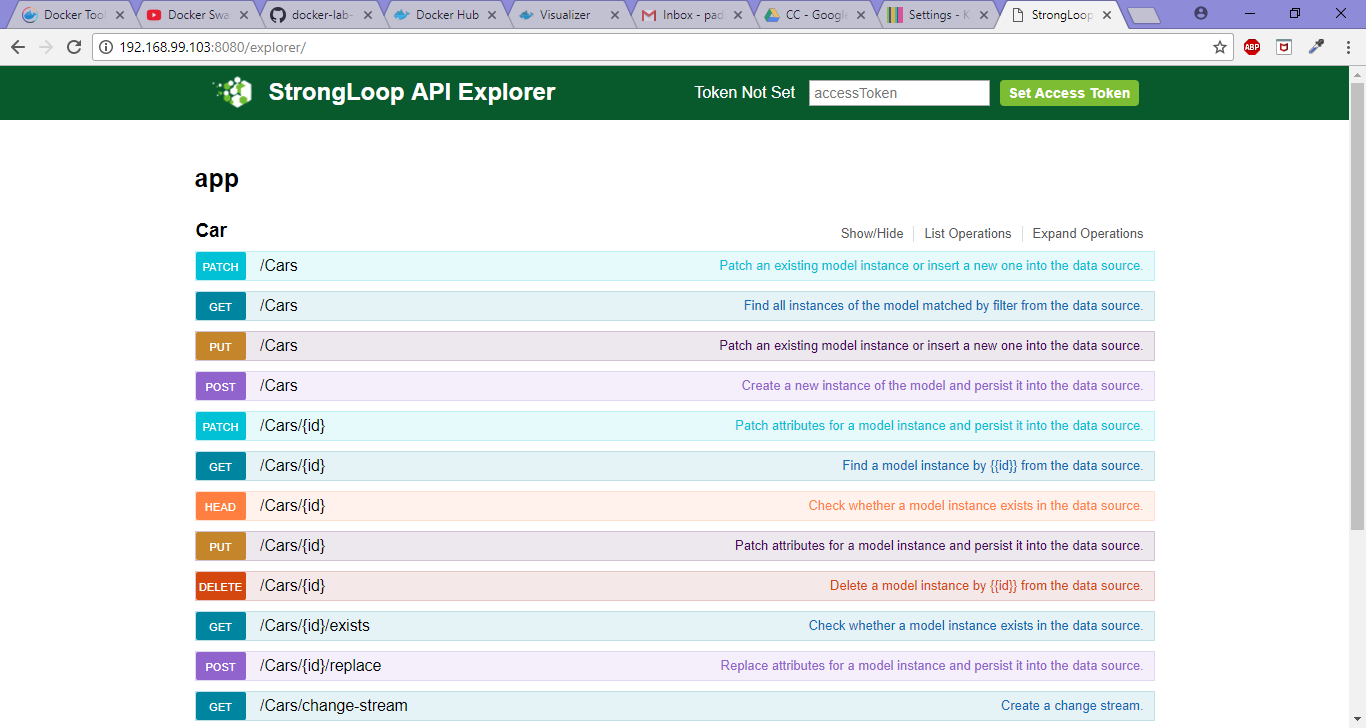 Docker Too
Docker Swa
docker-lab-
Docker Hub
Visualizer
Inbox - pad
CC - Google
Settings - K
StrongLoop
192.168.99.103:8080/explorer/
ABP
StrongLoop API Explorer
Token Not Set
accessToken
Set Access Token
app
Car
Show/Hide
List Operations
Expand Operations
PATCH /Cars Patch an existing model instance or insert a new one into the data source.
GET /Cars Find all instances of the model matched by filter from the data source.
PUT /Cars Patch an existing model instance or insert a new one into the data source.
POST /Cars Create a new instance of the model and persist it into the data source.
PATCH /Cars/{id} Patch attributes for a model instance and persist it into the data source.
GET /Cars/{id} Find a model instance by {{id}} from the data source.
HEAD /Cars/{id} Check whether a model instance exists in the data source.
PUT /Cars/{id} Patch attributes for a model instance and persist it into the data source.
DELETE /Cars/{id} Delete a model instance by {{id}} from the data source.
GET /Cars/{id}/exists Check whether a model instance exists in the data source.
POST /Cars/{id}/replace Replace attributes for a model instance and persist it into the data source.
GET /Cars/change-stream Create a change stream.